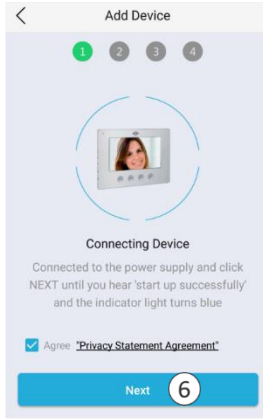 Add Device
1 2 3 4
Connecting Device
Connected to the power supply and click
NEXT until you hear 'start up successfully'
and the indicator light turns blue
Agree "Privacy Statement Agreement"
Next 6